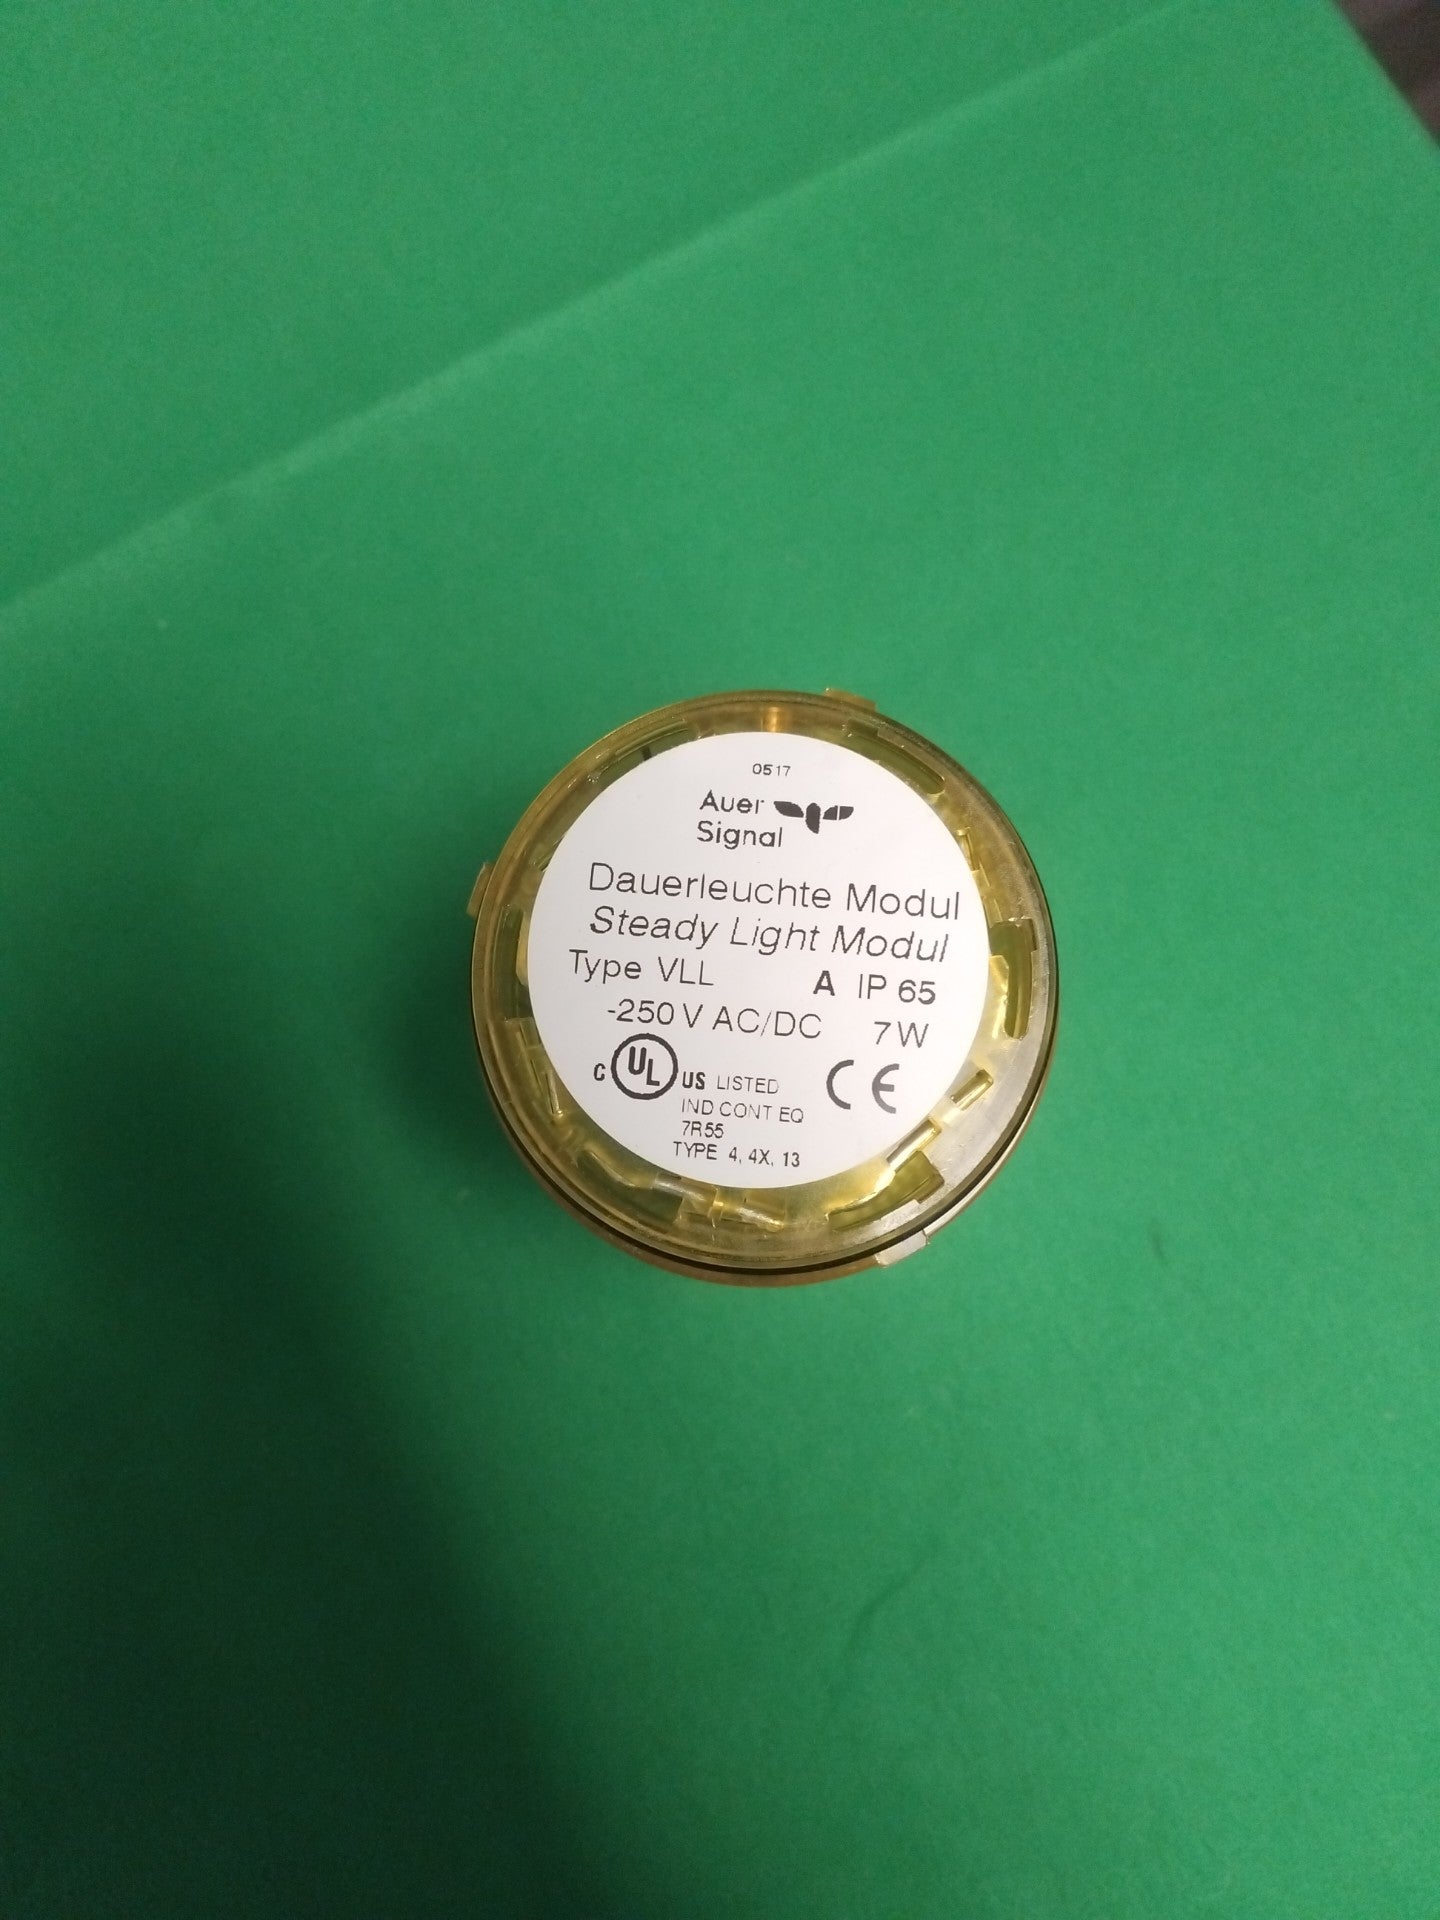 0517
Auer
Signal
Dauerleuchte Modul
Steady Light Modul
Type VLL A IP 65
-250 V AC/DC 7 W
C UL US LISTED CE
IND CONT EQ
7R55
TYPE 4, 4X, 13